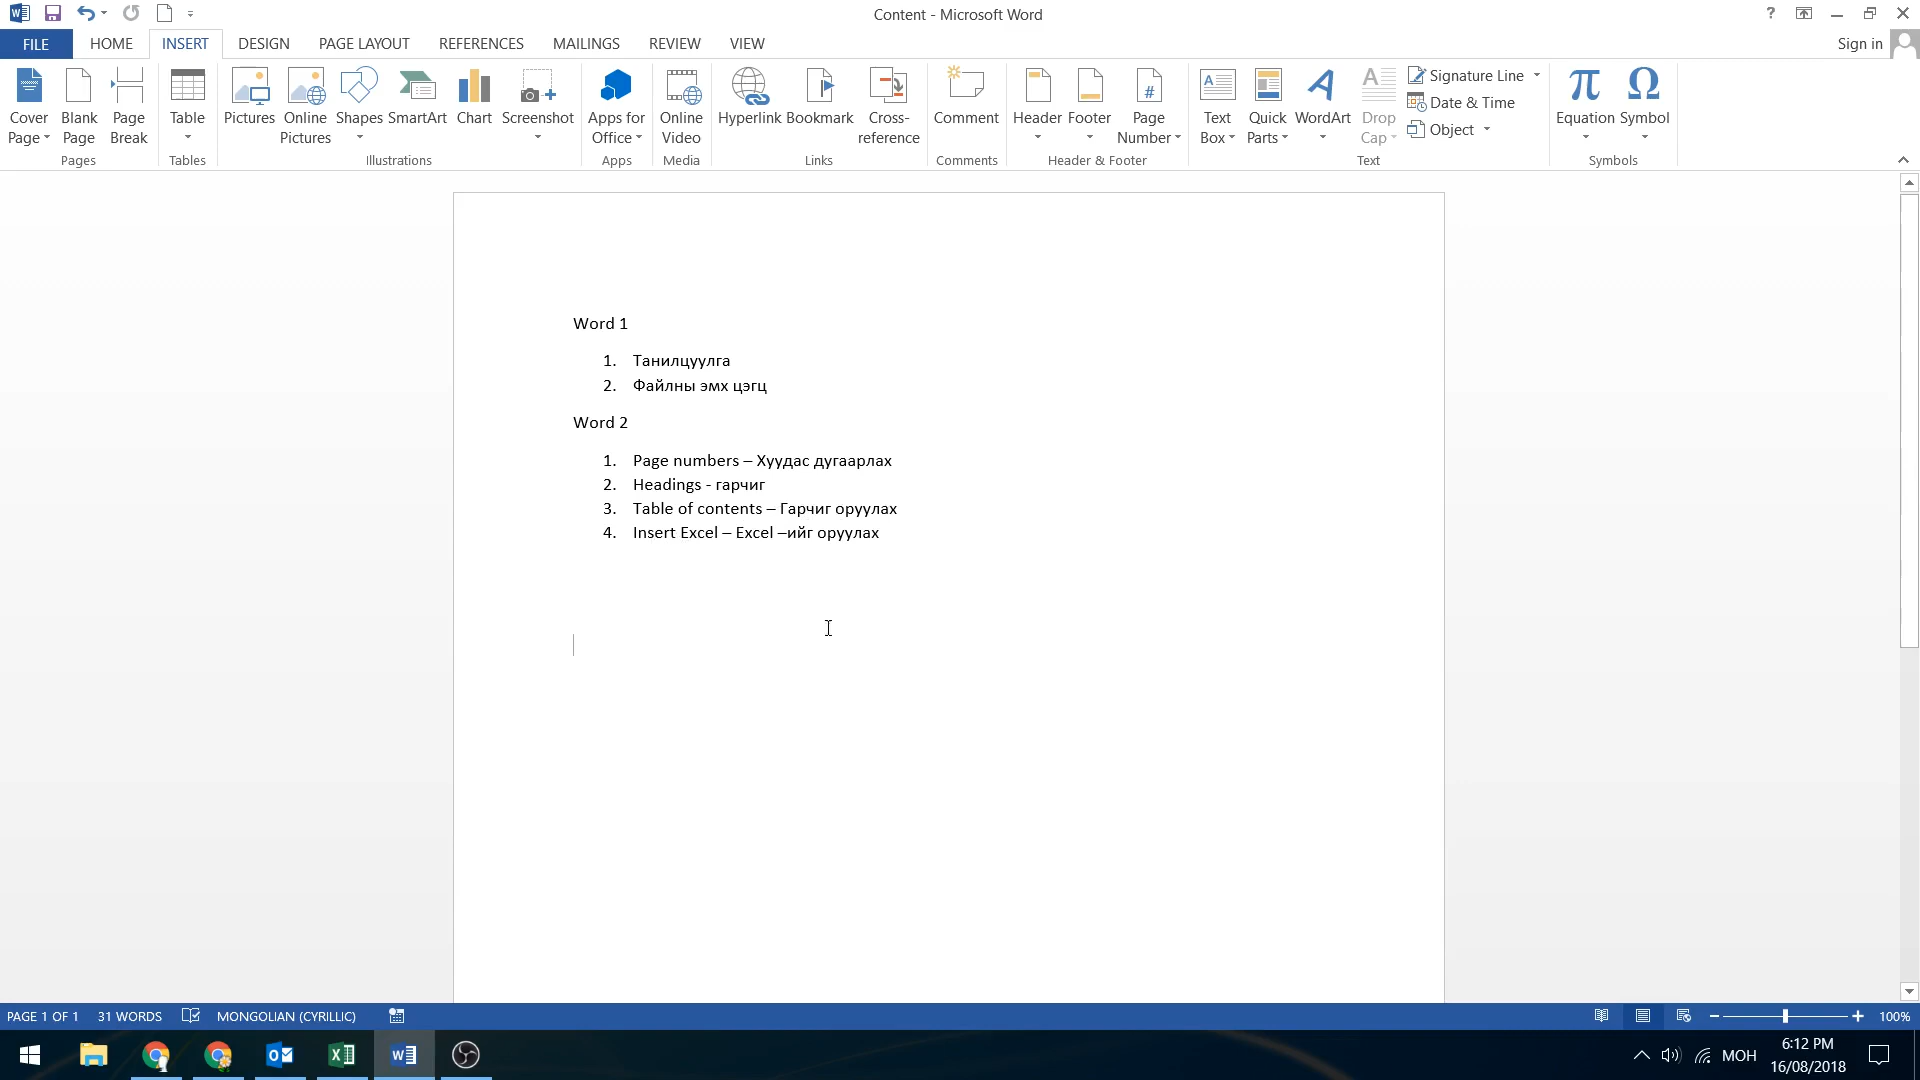 Content - Microsoft Word
?
FILE HOME INSERT DESIGN PAGE LAYOUT REFERENCES MAILINGS REVIEW VIEW Sign in
Cover Page Blank Page Page Break Table Pictures Online Pictures Shapes SmartArt Chart Screenshot Apps for Office Online Video Hyperlink Bookmark Cross-reference Comment Header Footer Page Number Text Box Quick Parts WordArt Drop Cap Signature Line Date & Time Object Equation Symbol
Pages Tables Illustrations Apps Media Links Comments Header & Footer Text Symbols
Word 1
1. Танилцуулга
2. Файлны эмх цэгц
Word 2
1. Page numbers – Хуудас дугаарлах
2. Headings - гарчиг
3. Table of contents – Гарчиг оруулах
4. Insert Excel – Excel –ийг оруулах
PAGE 1 OF 1 31 WORDS MONGOLIAN (CYRILLIC) 100%
МОН 6:12 PM
16/08/2018